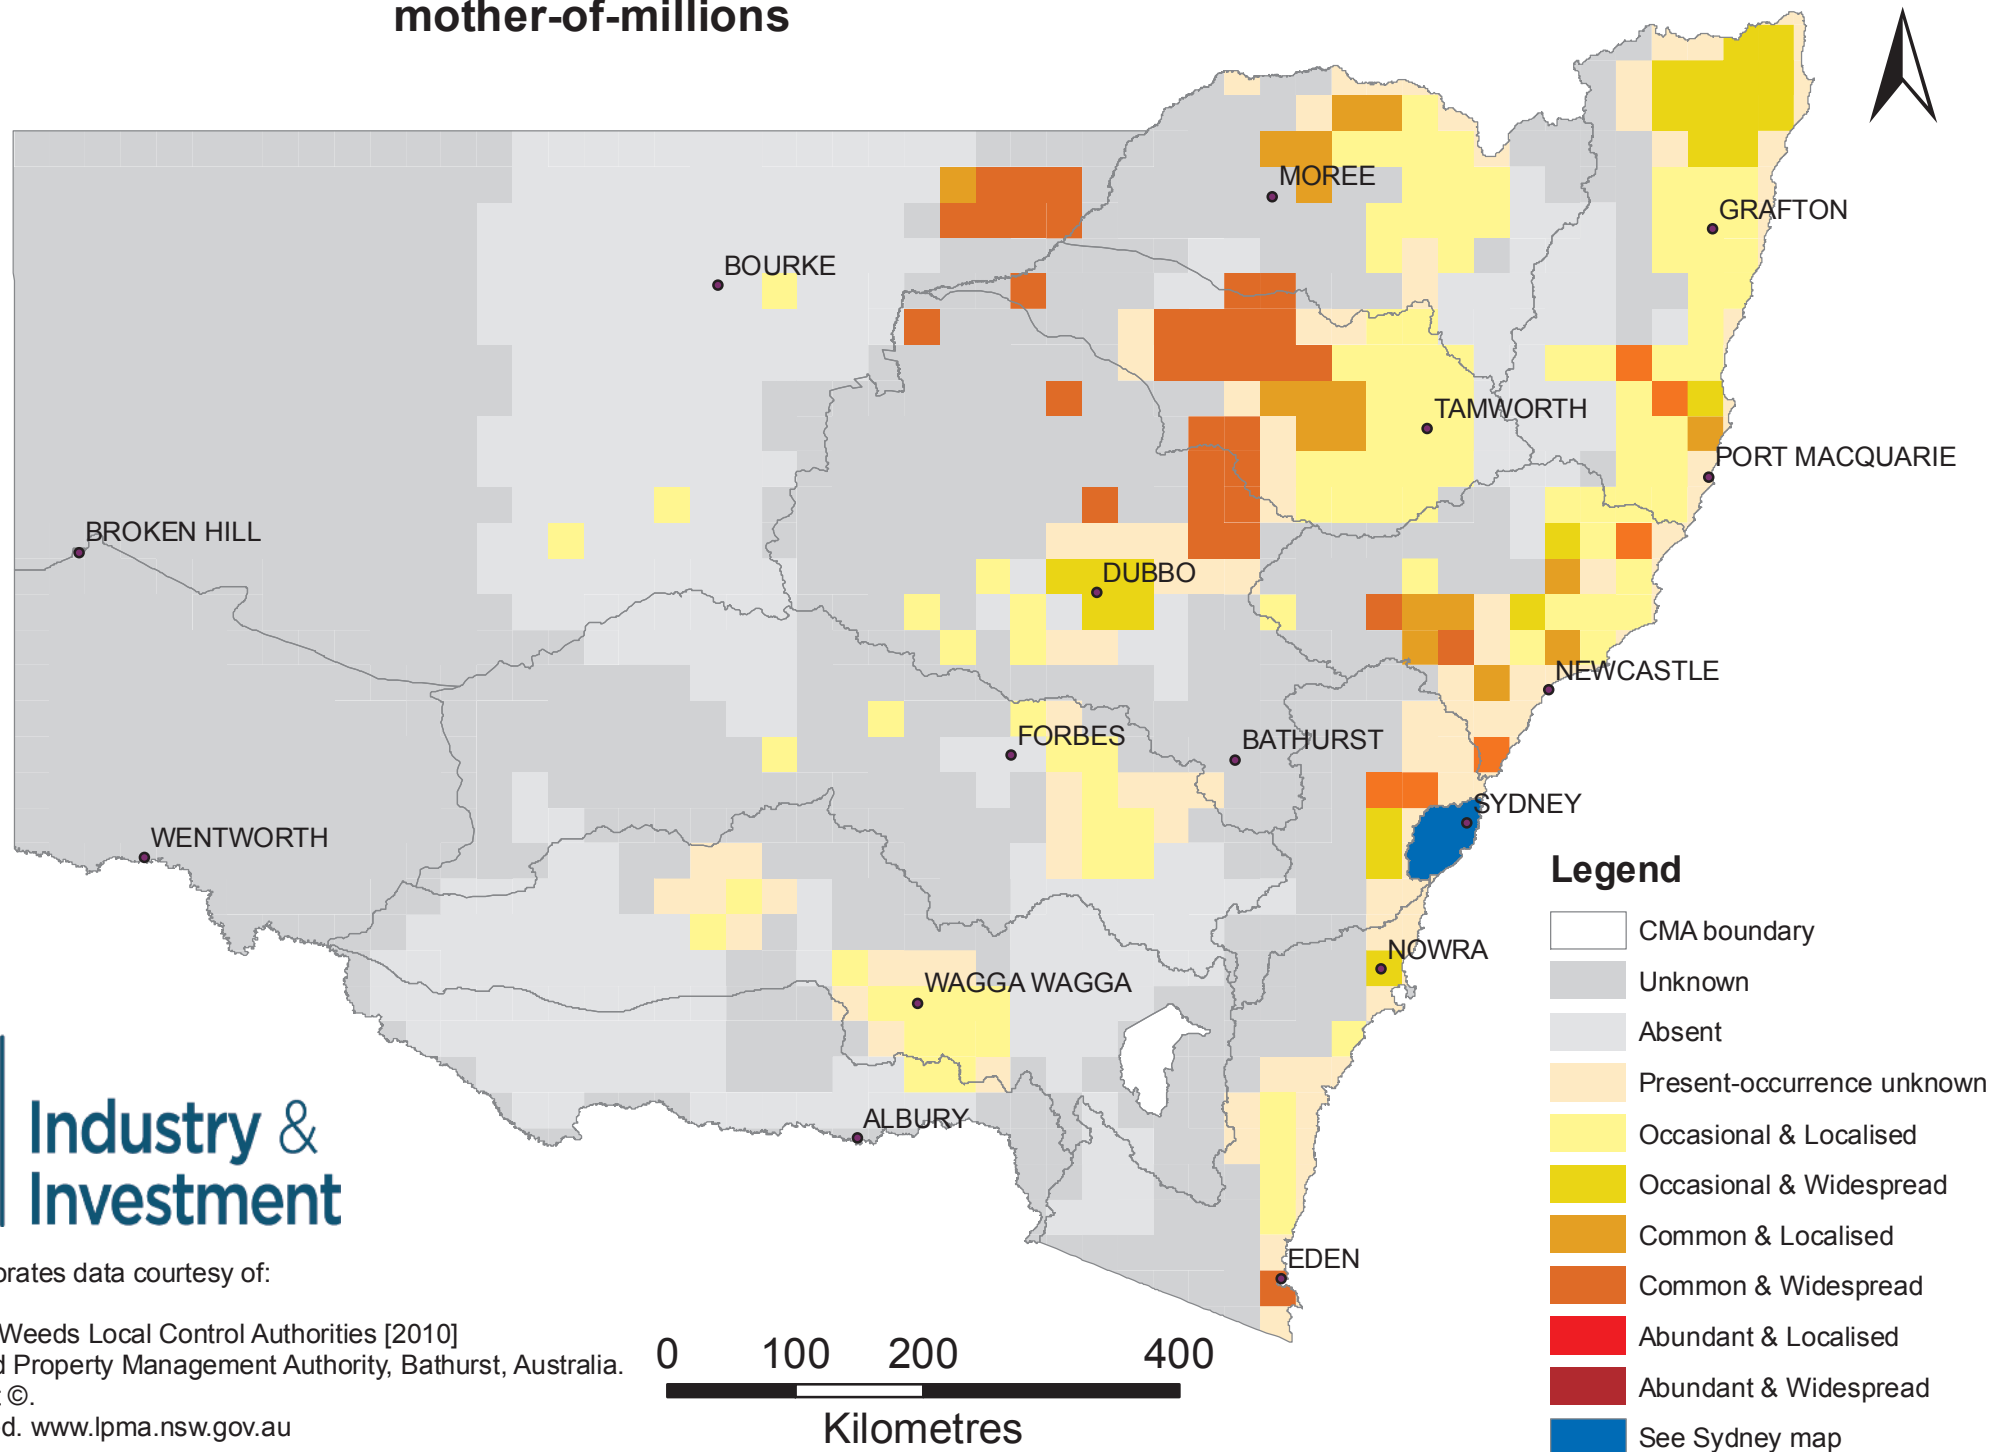 mother-of-millions
MOREE
GRAFTON
BOURKE
TAMWORTH
PORT MACQUARIE
BROKEN HILL
DUBBO
NEWCASTLE
FORBES
BATHURST
SYDNEY
WENTWORTH
NOWRA
WAGGA WAGGA
ALBURY
EDEN
Legend
CMA boundary
Unknown
Absent
Present-occurrence unknown
Occasional & Localised
Occasional & Widespread
Common & Localised
Common & Widespread
Abundant & Localised
Abundant & Widespread
See Sydney map
Industry &
Investment
orates data courtesy of:
Weeds Local Control Authorities [2010]
d Property Management Authority, Bathurst, Australia.
©.
d. www.lpma.nsw.gov.au
0 100 200 400
Kilometres